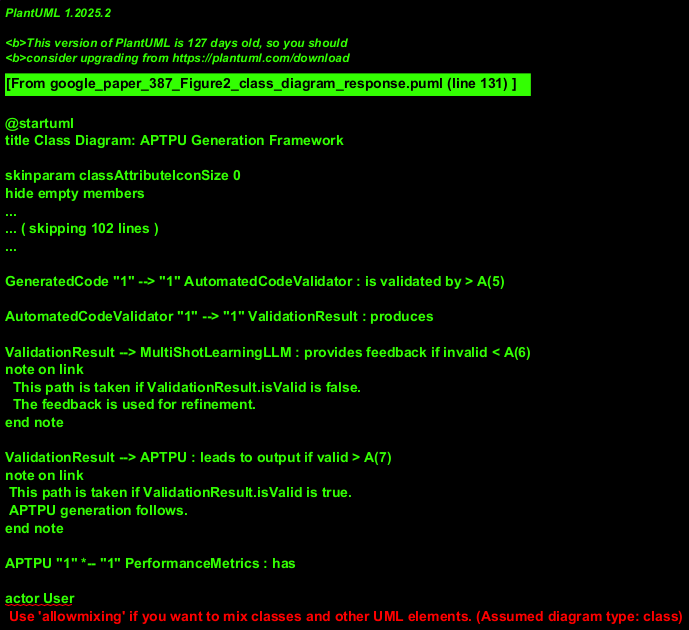 PlantUML 1.2025.2
<b>This version of PlantUML is 127 days old, so you should
<b>consider upgrading from https://plantuml.com/download
[From google_paper_387_Figure2_class_diagram_response.puml (line 131) ]
@startuml
title Class Diagram: APTPU Generation Framework
skinparam classAttributeIconSize 0
hide empty members
...
... ( skipping 102 lines )
...
GeneratedCode "1" --> "1" AutomatedCodeValidator : is validated by > A(5)
AutomatedCodeValidator "1" --> "1" ValidationResult : produces
ValidationResult --> MultiShotLearningLLM : provides feedback if invalid < A(6)
note on link
This path is taken if ValidationResult.isValid is false.
The feedback is used for refinement.
end note
ValidationResult --> APTPU : leads to output if valid > A(7)
note on link
This path is taken if ValidationResult.isValid is true.
APTPU generation follows.
end note
APTPU "1" *-- "1" PerformanceMetrics : has
actor User
Use 'allowmixing' if you want to mix classes and other UML elements. (Assumed diagram type: class)